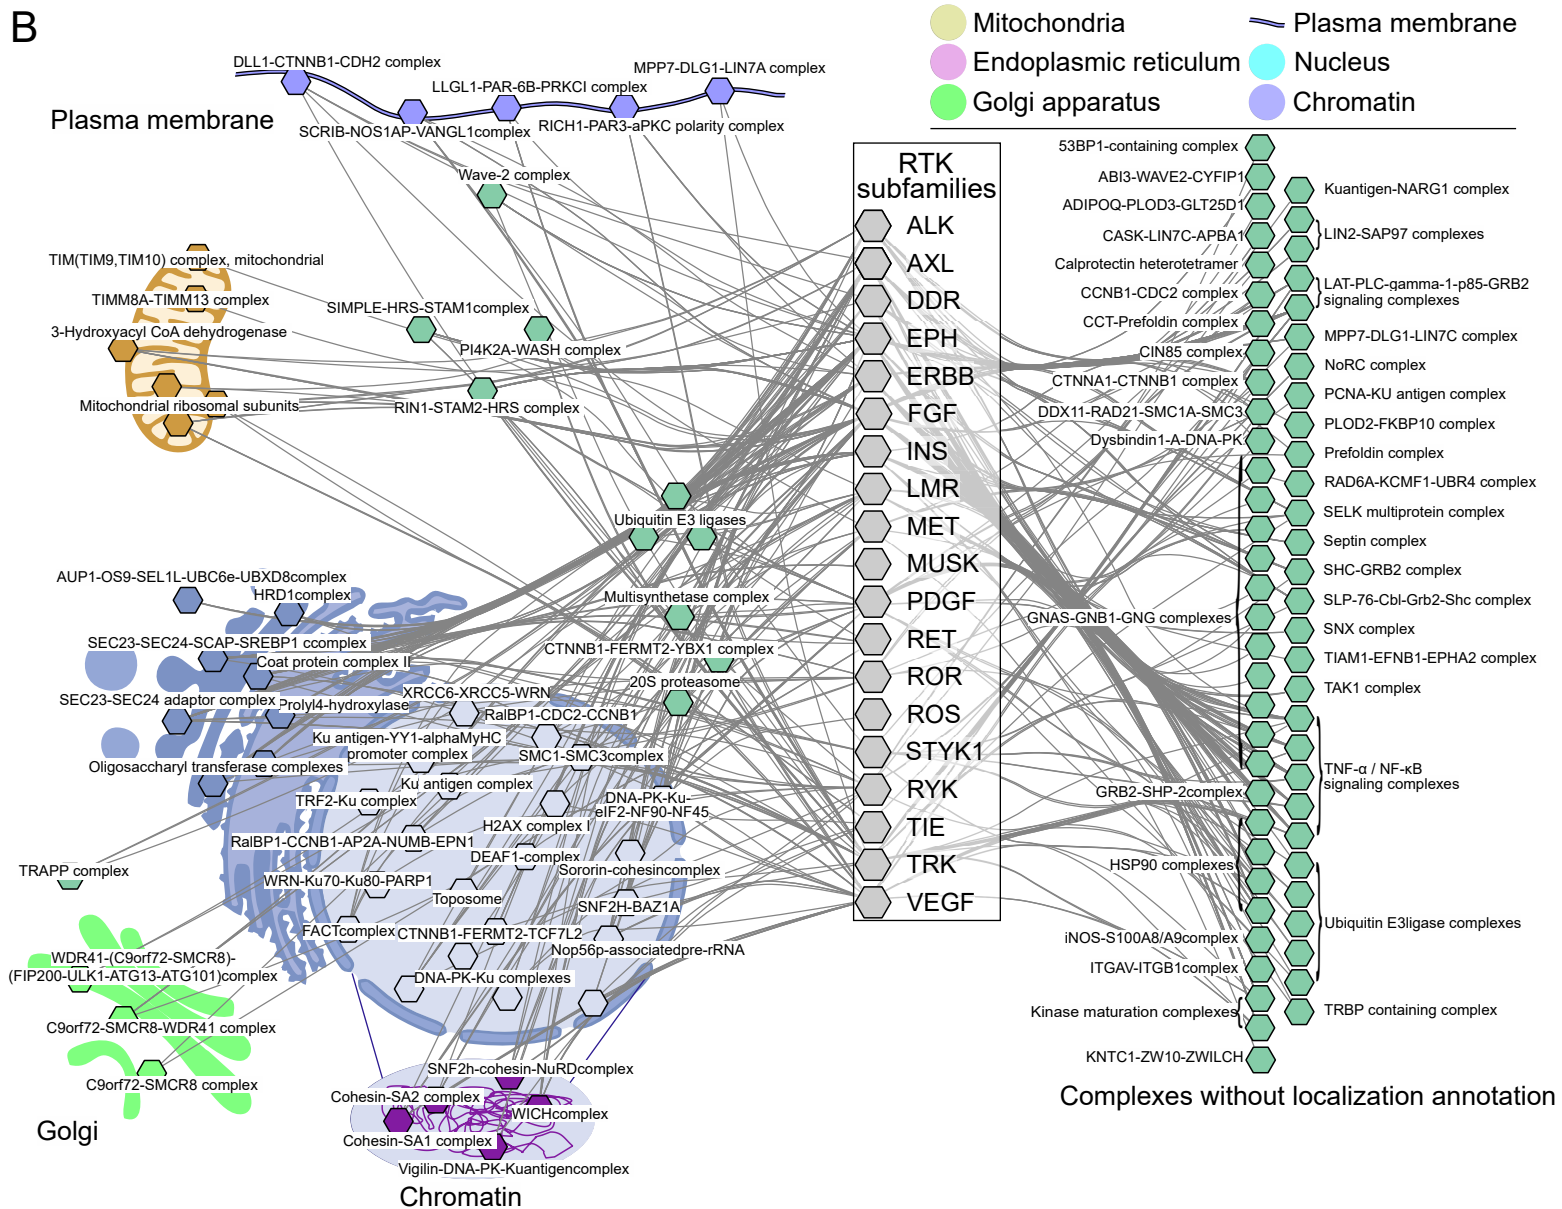 B
Mitochondria
Endoplasmic reticulum
Golgi apparatus
Plasma membrane
Nucleus
Chromatin
Plasma membrane
DLL1-CTNNB1-CDH2 complex
LLGL1-PAR-6B-PRKCI complex
MPP7-DLG1-LIN7A complex
SCRIB-NOS1AP-VANGL1complex
RICH1-PAR3-aPKC polarity complex
Wave-2 complex
TIM(TIM9,TIM10) complex, mitochondrial
TIMM8A-TIMM13 complex
3-Hydroxyacyl CoA dehydrogenase
Mitochondrial ribosomal subunits
SIMPLE-HRS-STAM1complex
PI4K2A-WASH complex
RIN1-STAM2-HRS complex
Ubiquitin E3 ligases
Multisynthetase complex
CTNNB1-FERMT2-YBX1 complex
20S proteasome
AUP1-OS9-SEL1L-UBC6e-UBXD8complex
HRD1complex
SEC23-SEC24-SCAP-SREBP1 ccomplex
Coat protein complex II
SEC23-SEC24 adaptor complex
Prolyl4-hydroxylase
Oligosaccharyl transferase complexes
XRCC6-XRCC5-WRN
RalBP1-CDC2-CCNB1
Ku antigen-YY1-alphaMyHC
promoter complex
SMC1-SMC3complex
Ku antigen complex
TRF2-Ku complex
DNA-PK-Ku-
eIF2-NF90-NF45
H2AX complex I
RalBP1-CCNB1-AP2A-NUMB-EPN1
DEAF1-complex
Sororin-cohesincomplex
WRN-Ku70-Ku80-PARP1
Toposome
SNF2H-BAZ1A
FACTcomplex
CTNNB1-FERMT2-TCF7L2
Nop56p-associatedpre-rRNA
DNA-PK-Ku complexes
TRAPP complex
WDR41-(C9orf72-SMCR8)-
(FIP200-ULK1-ATG13-ATG101)complex
C9orf72-SMCR8-WDR41 complex
C9orf72-SMCR8 complex
Golgi
SNF2h-cohesin-NuRDcomplex
Cohesin-SA2 complex
WICHcomplex
Cohesin-SA1 complex
Vigilin-DNA-PK-Kuantigencomplex
Chromatin
RTK
subfamilies
ALK
AXL
DDR
EPH
ERBB
FGF
INS
LMR
MET
MUSK
PDGF
RET
ROR
ROS
STYK1
RYK
TIE
TRK
VEGF
53BP1-containing complex
ABI3-WAVE2-CYFIP1
ADIPOQ-PLOD3-GLT25D1
CASK-LIN7C-APBA1
Calprotectin heterotetramer
CCNB1-CDC2 complex
CCT-Prefoldin complex
CIN85 complex
CTNNA1-CTNNB1 complex
DDX11-RAD21-SMC1A-SMC3
Dysbindin1-A-DNA-PK
GNAS-GNB1-GNG complexes
GRB2-SHP-2complex
HSP90 complexes
iNOS-S100A8/A9complex
ITGAV-ITGB1complex
Kinase maturation complexes
KNTC1-ZW10-ZWILCH
Kuantigen-NARG1 complex
LIN2-SAP97 complexes
LAT-PLC-gamma-1-p85-GRB2
signaling complexes
MPP7-DLG1-LIN7C complex
NoRC complex
PCNA-KU antigen complex
PLOD2-FKBP10 complex
Prefoldin complex
RAD6A-KCMF1-UBR4 complex
SELK multiprotein complex
Septin complex
SHC-GRB2 complex
SLP-76-Cbl-Grb2-Shc complex
SNX complex
TIAM1-EFNB1-EPHA2 complex
TAK1 complex
TNF-α / NF-κB
signaling complexes
Ubiquitin E3ligase complexes
TRBP containing complex
Complexes without localization annotation